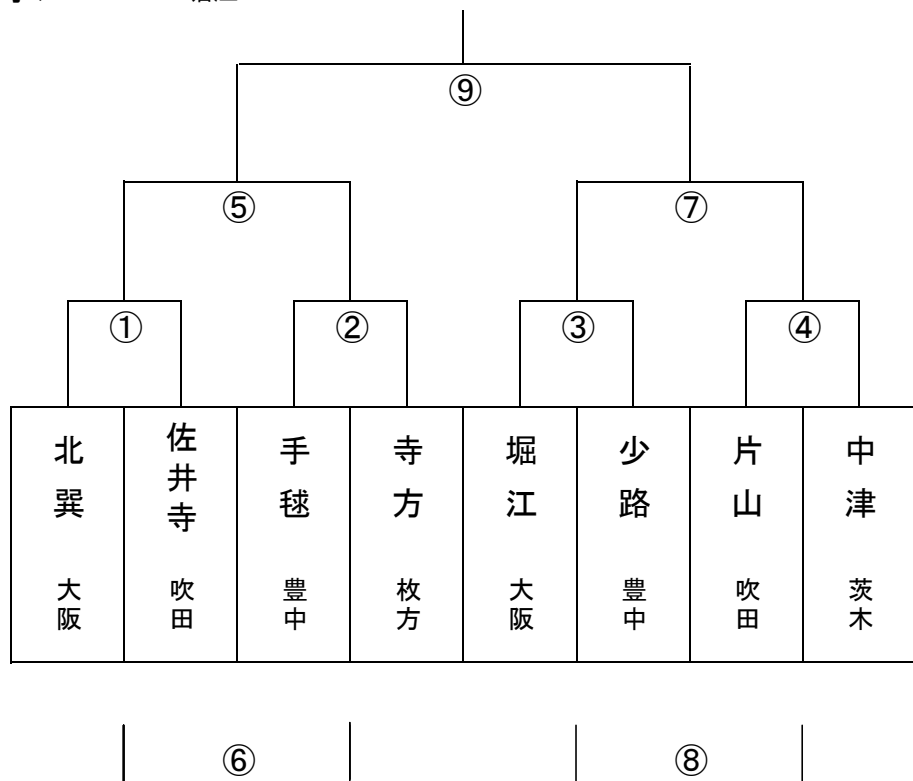 ⑨
⑤ ⑦
① ② ③ ④
北巽 佐井寺 手毬 寺方 堀江 少路 片山 中津
大阪 吹田 豊中 枚方 大阪 豊中 吹田 茨木
⑥ ⑧